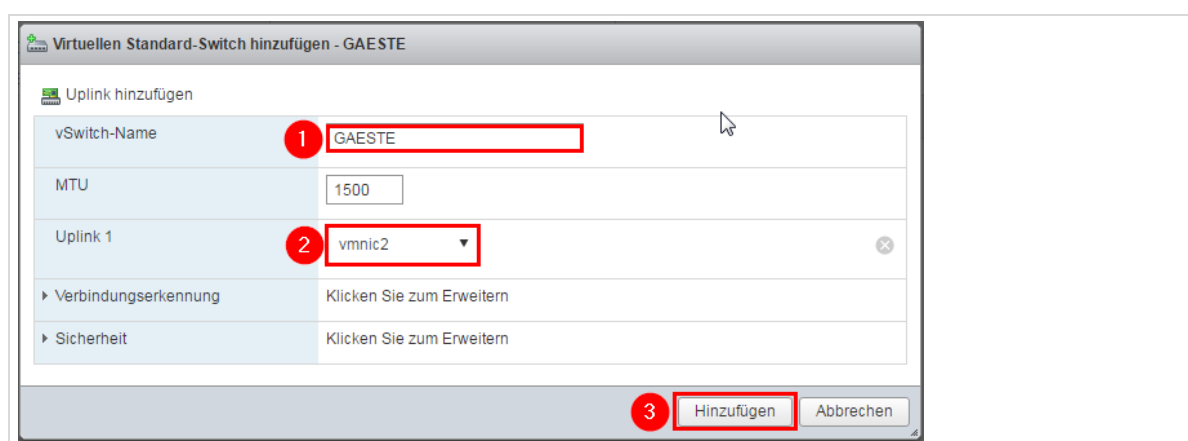 Virtuellen Standard-Switch hinzufügen - GAESTE
Uplink hinzufügen
vSwitch-Name 1 GAESTE
MTU 1500
Uplink 1 2 vmnic2
Verbindungserkennung Klicken Sie zum Erweitern
Sicherheit Klicken Sie zum Erweitern
3 Hinzufügen Abbrechen